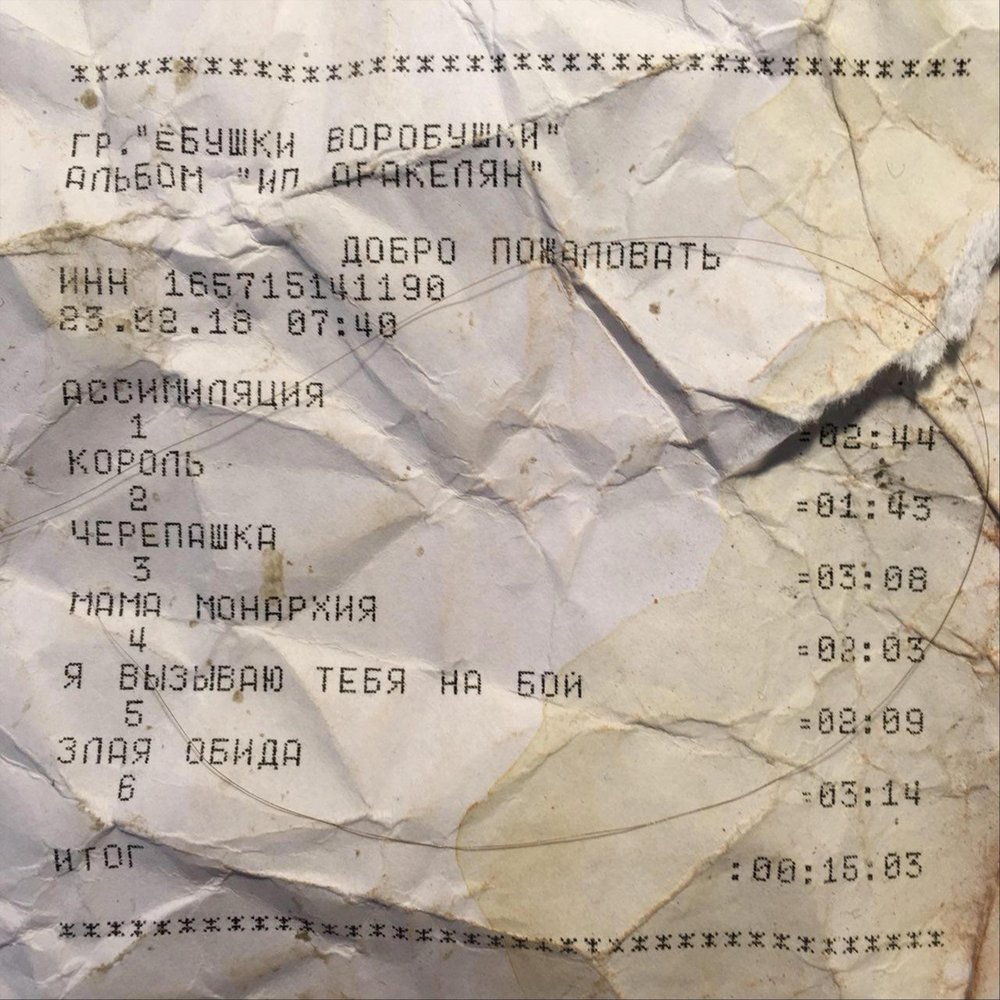 ************************************
ГР."ЁБУШКИ ВОРОБУШКИ"
АЛЬБОМ "ИП АРАКЕЛЯН"
ДОБРО ПОЖАЛОВАТЬ
ИНН 165715141190
23.02.18 07:40
АССИМИЛЯЦИЯ
1 =02:44
КОРОЛЬ
2 =01:43
ЧЕРЕПАШКА
3 =03:08
МАМА МОНАРХИЯ
4 =02:03
Я ВЫЗЫВАЮ ТЕБЯ НА БОЙ
5 =02:09
ЗЛАЯ ОБИДА
6 =03:14
ИТОГ :00:15:03
************************************